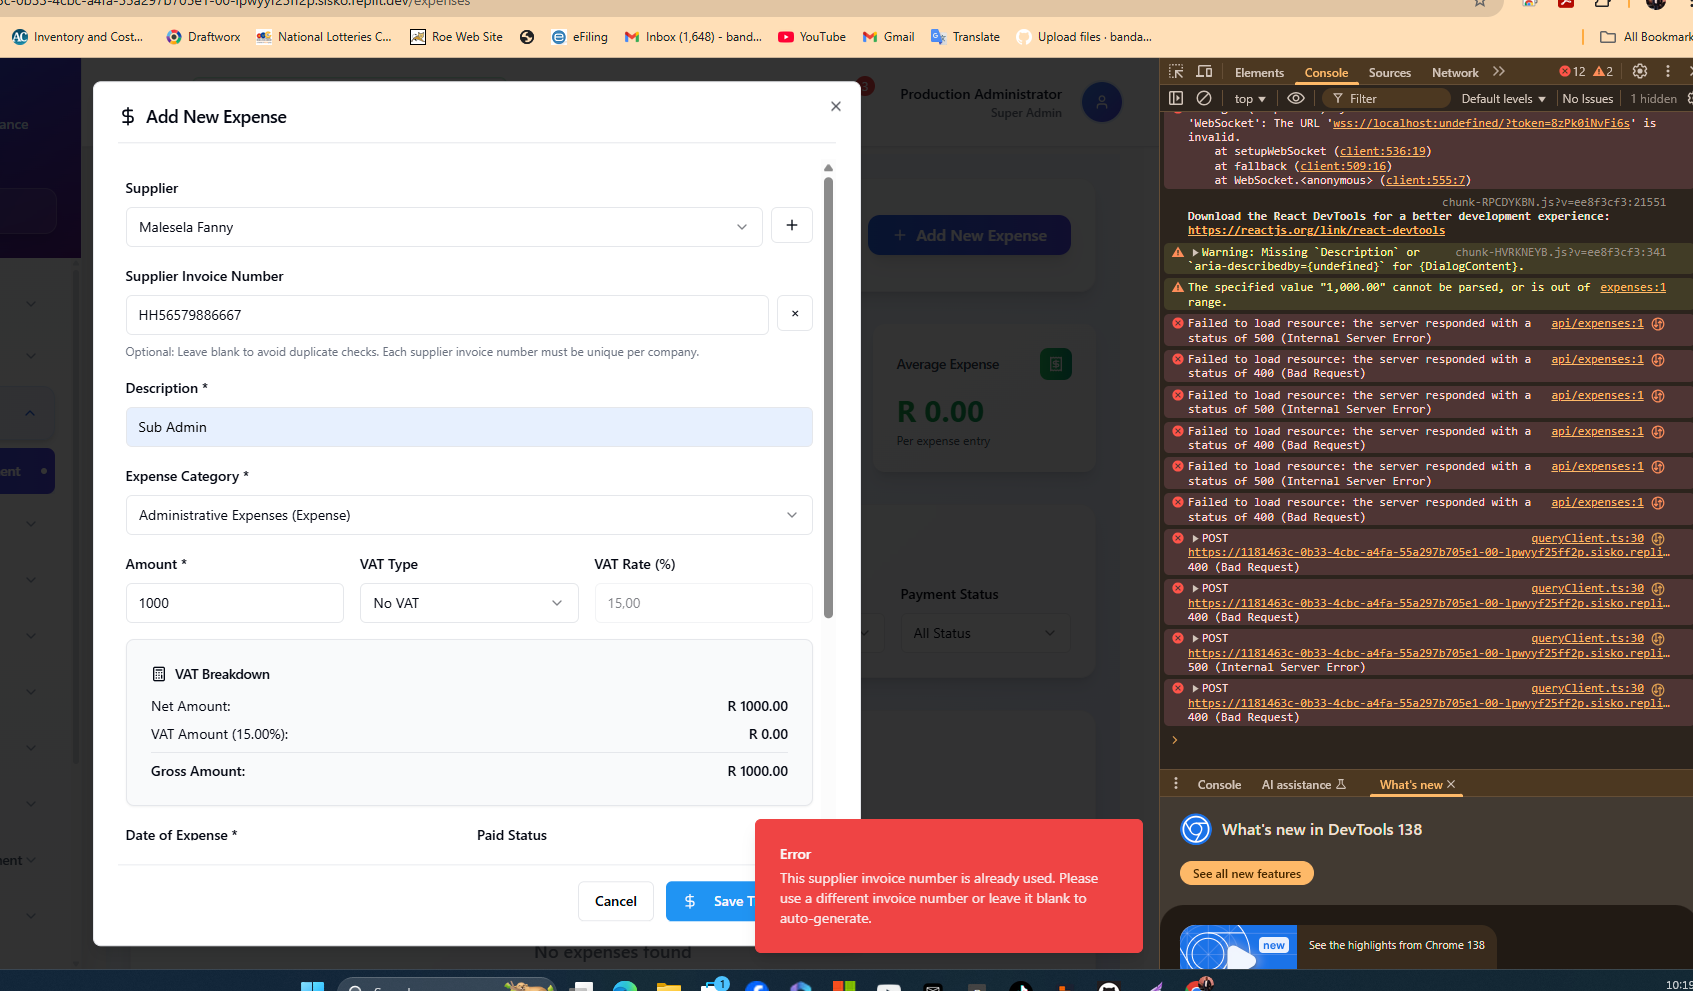 c-0b33-4cbc-a4fa-55a297b705e1-00-lpwyyf25ff2p.sisko.replit.dev/expenses
Inventory and Cost...
Draftworx
National Lotteries C...
Roe Web Site
eFiling
Inbox (1,648) - band...
YouTube
Gmail
Translate
Upload files · banda...
All Bookmark
ance
ent
ment
Production Administrator
Super Admin
Add New Expense
Average Expense
R 0.00
Per expense entry
Payment Status
All Status
No expenses found
Add New Expense
Supplier
Malesela Fanny
Supplier Invoice Number
HH56579886667
Optional: Leave blank to avoid duplicate checks. Each supplier invoice number must be unique per company.
Description *
Sub Admin
Expense Category *
Administrative Expenses (Expense)
Amount *
VAT Type
VAT Rate (%)
1000
No VAT
15,00
VAT Breakdown
Net Amount:
R 1000.00
VAT Amount (15.00%):
R 0.00
Gross Amount:
R 1000.00
Date of Expense *
Paid Status
Cancel
$ Save T
Error
This supplier invoice number is already used. Please
use a different invoice number or leave it blank to
auto-generate.
Elements
Console
Sources
Network
12
2
top
Filter
Default levels
No Issues
1 hidden
'WebSocket': The URL 'wss://localhost:undefined/?token=8zPk0iNvFi6s' is
invalid.
at setupWebSocket (client:536:19)
at fallback (client:509:16)
at WebSocket.<anonymous> (client:555:7)
chunk-RPCDYKBN.js?v=ee8f3cf3:21551
Download the React DevTools for a better development experience:
https://reactjs.org/link/react-devtools
Warning: Missing `Description` or
chunk-HVRKNEYB.js?v=ee8f3cf3:341
`aria-describedby={undefined}` for {DialogContent}.
The specified value "1,000.00" cannot be parsed, or is out of
expenses:1
range.
Failed to load resource: the server responded with a
api/expenses:1
status of 500 (Internal Server Error)
Failed to load resource: the server responded with a
api/expenses:1
status of 400 (Bad Request)
Failed to load resource: the server responded with a
api/expenses:1
status of 500 (Internal Server Error)
Failed to load resource: the server responded with a
api/expenses:1
status of 400 (Bad Request)
Failed to load resource: the server responded with a
api/expenses:1
status of 500 (Internal Server Error)
Failed to load resource: the server responded with a
api/expenses:1
status of 400 (Bad Request)
POST
queryClient.ts:30
https://1181463c-0b33-4cbc-a4fa-55a297b705e1-00-lpwyyf25ff2p.sisko.repli…
400 (Bad Request)
POST
queryClient.ts:30
https://1181463c-0b33-4cbc-a4fa-55a297b705e1-00-lpwyyf25ff2p.sisko.repli…
400 (Bad Request)
POST
queryClient.ts:30
https://1181463c-0b33-4cbc-a4fa-55a297b705e1-00-lpwyyf25ff2p.sisko.repli…
500 (Internal Server Error)
POST
queryClient.ts:30
https://1181463c-0b33-4cbc-a4fa-55a297b705e1-00-lpwyyf25ff2p.sisko.repli…
400 (Bad Request)
Console
AI assistance
What's new
What's new in DevTools 138
See all new features
new
See the highlights from Chrome 138
1
10:19